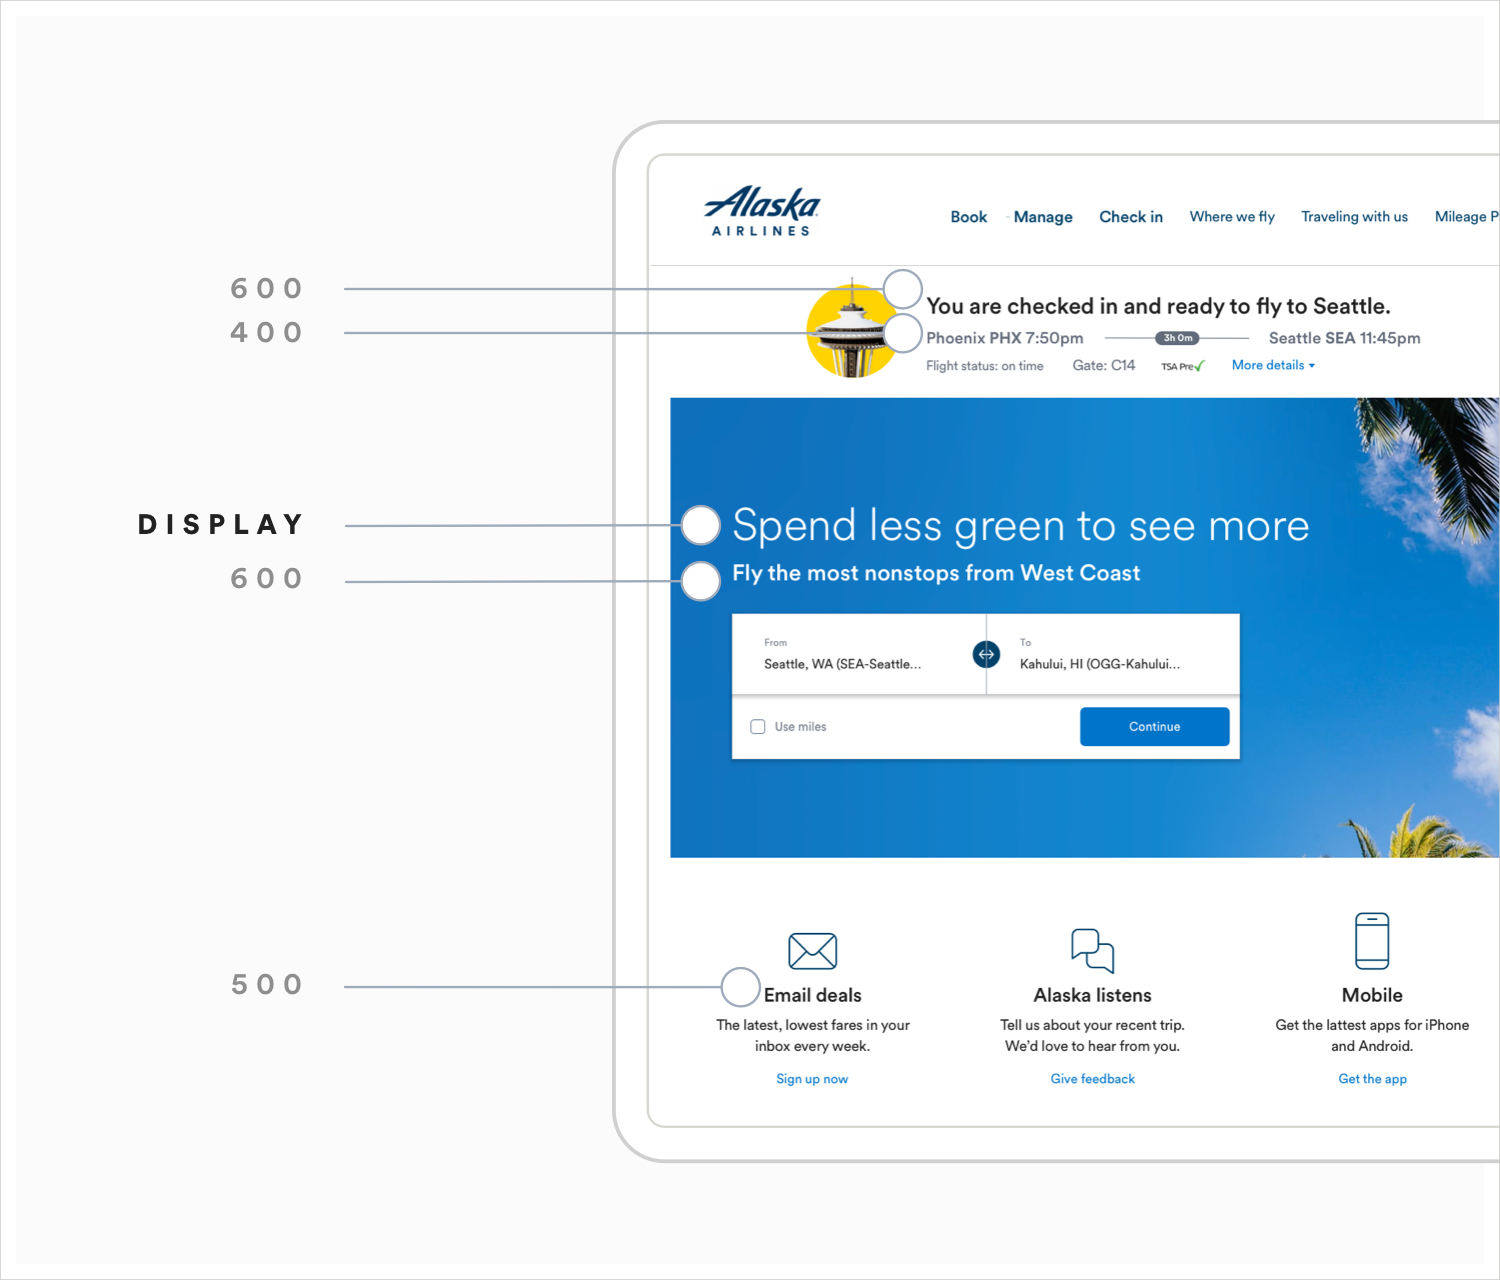 Alaska
AIRLINES
Book Manage Check in Where we fly Traveling with us Mileage P
600
You are checked in and ready to fly to Seattle.
400
Phoenix PHX 7:50pm 3h 0m Seattle SEA 11:45pm
Flight status: on time Gate: C14 TSA Pre✓ More details
DISPLAY
Spend less green to see more
600
Fly the most nonstops from West Coast
From To
Seattle, WA (SEA-Seattle... Kahului, HI (OGG-Kahului...
Use miles Continue
500
Email deals Alaska listens Mobile
The latest, lowest fares in your Tell us about your recent trip. Get the lattest apps for iPhone
inbox every week. We'd love to hear from you. and Android.
Sign up now Give feedback Get the app